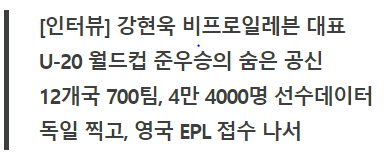 [인터뷰] 강현욱 비프로일레븐 대표
U-20 월드컵 준우승의 숨은 공신
12개국 700팀, 4만 4000명 선수데이터
독일 찍고, 영국 EPL 접수 나서